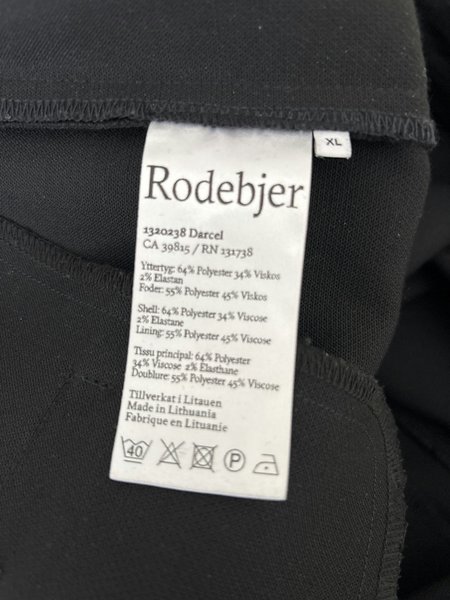 XL
Rodebjer
1320238 Darcel
CA 39815 / RN 131738
Yttertyg: 64% Polyester 34% Viskos
2% Elastan
Foder: 55% Polyester 45% Viskos
Shell: 64% Polyester 34% Viscose
2% Elastane
Lining: 55% Polyester 45% Viscose
Tissu principal: 64% Polyester
34% Viscose 2% Elasthane
Doublure: 55% Polyester 45% Viscose
Tillverkat i Litauen
Made in Lithuania
Fabrique en Lituanie
40 P